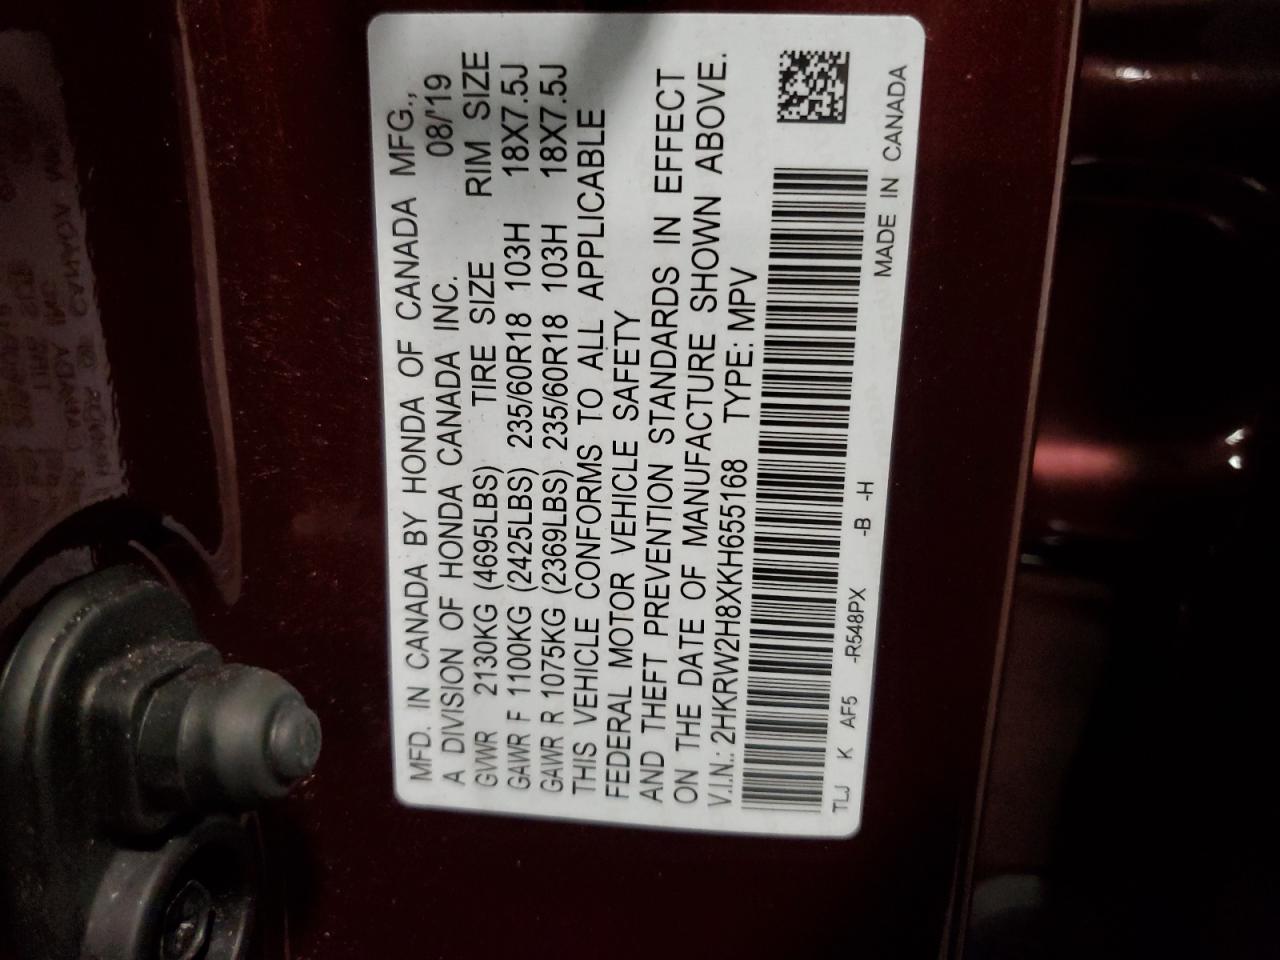 MFD. IN CANADA BY HONDA OF CANADA MFG.,
A DIVISION OF HONDA CANADA INC. 08/'19
GVWR 2130KG (4695LBS) TIRE SIZE RIM SIZE
GAWR F 1100KG (2425LBS) 235/60R18 103H 18X7.5J
GAWR R 1075KG (2369LBS) 235/60R18 103H 18X7.5J
THIS VEHICLE CONFORMS TO ALL APPLICABLE
FEDERAL MOTOR VEHICLE SAFETY
AND THEFT PREVENTION STANDARDS IN EFFECT
ON THE DATE OF MANUFACTURE SHOWN ABOVE.
V.I.N.: 2HKRW2H8XKH655168 TYPE: MPV
TLJ K AF5 -R548PX -B -H MADE IN CANADA